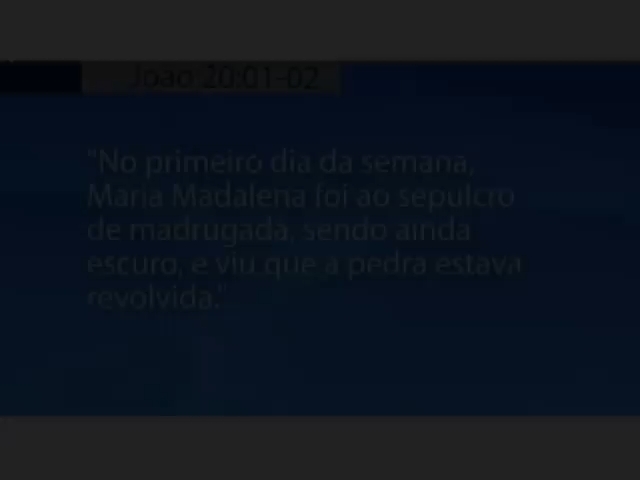 João 20:01-02
"No primeiro dia da semana,
Maria Madalena foi ao sepulcro
de madrugada, sendo ainda
escuro, e viu que a pedra estava
revolvida."